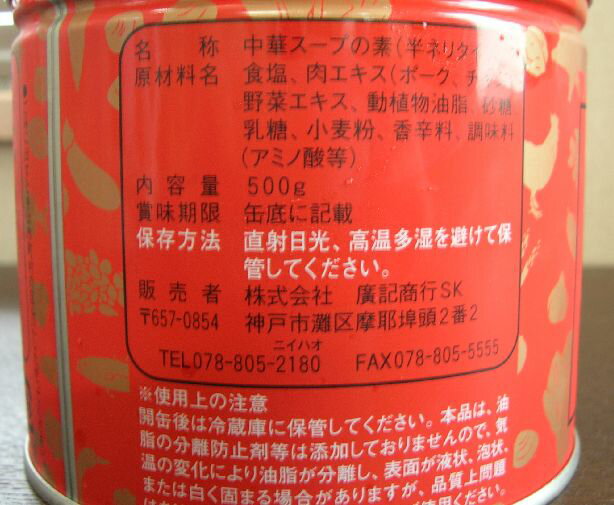 名称 中華スープの素(半ネリタイ
原材料名 食塩、肉エキス(ポーク、チキン
野菜エキス、動植物油脂、砂糖
乳糖、小麦粉、香辛料、調味料
(アミノ酸等)
内容量 500g
賞味期限 缶底に記載
保存方法 直射日光、高温多湿を避けて保
管してください。
販売者 株式会社 廣記商行SK
〒657-0854 神戸市灘区摩耶埠頭2番2
ニイハオ
TEL078-805-2180 FAX078-805-5555
※使用上の注意
開缶後は冷蔵庫に保管してください。本品は、油
脂の分離防止剤等は添加しておりませんので、気
温の変化により油脂が分離し、表面が液状、泡状、
または白く固まる場合がありますが、品質上問題
使用ください。